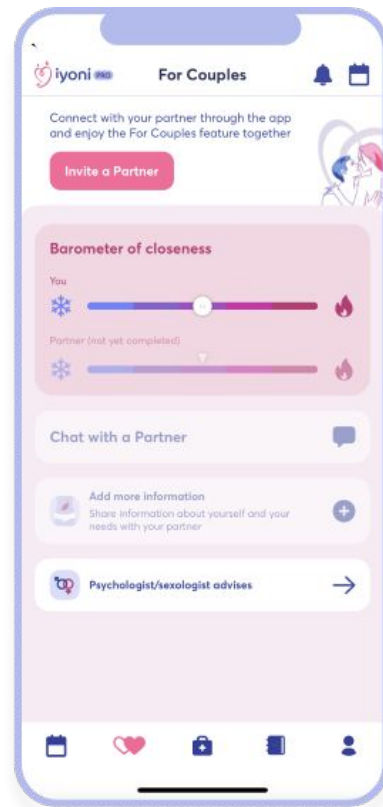 iyoni PRO
For Couples
Connect with your partner through the app
and enjoy the For Couples feature together
Invite a Partner
Barometer of closeness
You
Partner (not yet completed)
Chat with a Partner
Add more information
Share information about yourself and your
needs with your partner
Psychologist/sexologist advises